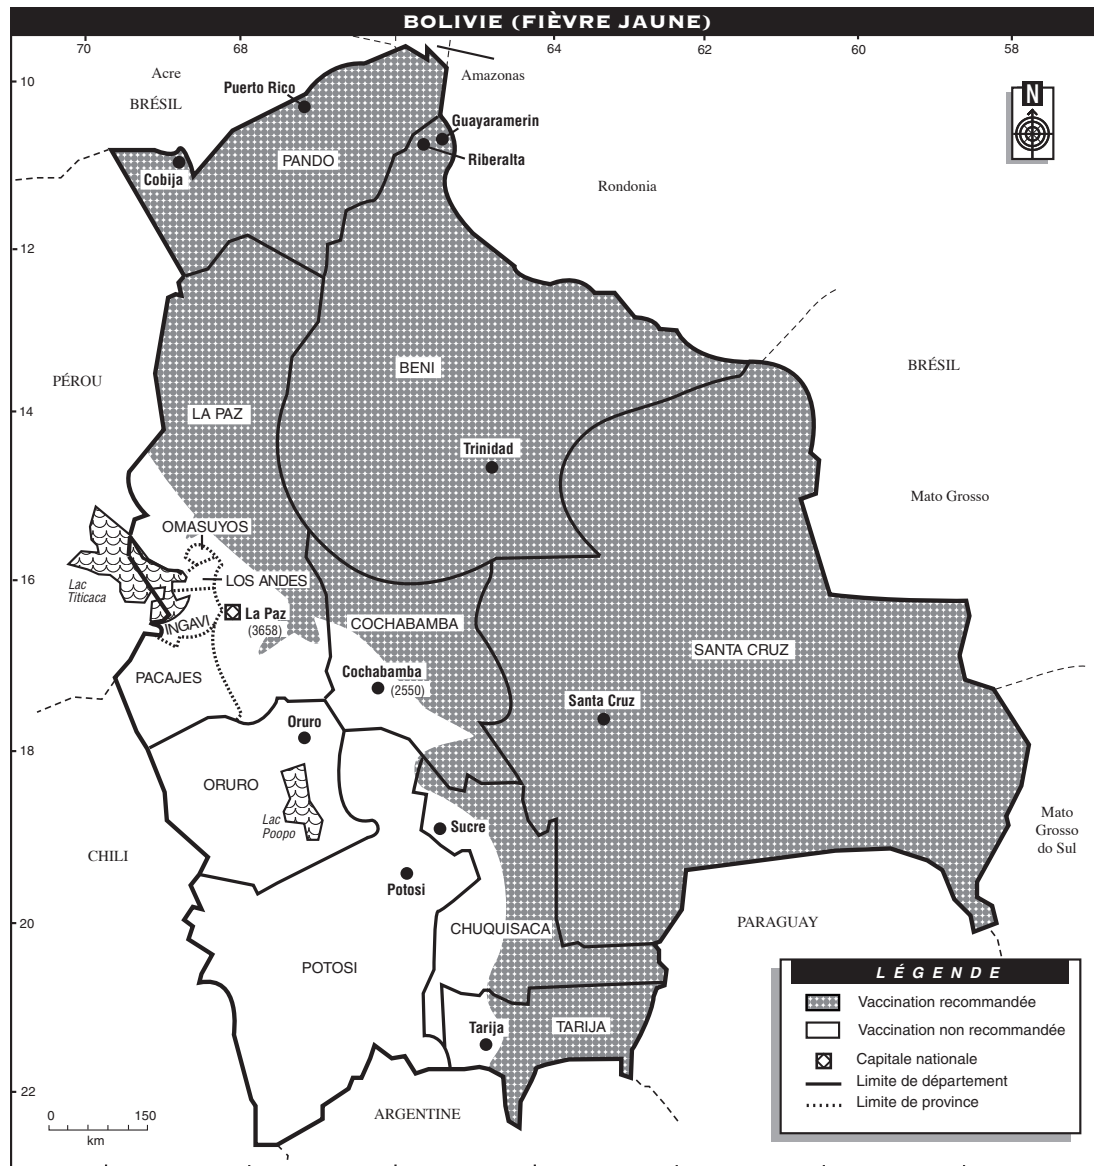 BOLIVIE (FIÈVRE JAUNE)
70
68
64
62
60
58
10
12
14
16
18
20
22
Acre
BRÉSIL
Amazonas
Puerto Rico
Guayaramerin
Riberalta
PANDO
Cobija
Rondonia
N
PÉROU
BENI
BRÉSIL
LA PAZ
Trinidad
Mato Grosso
OMASUYOS
Lac
Titicaca
LOS ANDES
La Paz
(3658)
INGAVI
COCHABAMBA
SANTA CRUZ
PACAJES
Cochabamba
(2550)
Santa Cruz
Oruro
ORURO
Lac
Poopo
Sucre
Mato
Grosso
do Sul
CHILI
Potosi
CHUQUISACA
PARAGUAY
POTOSI
Tarija
TARIJA
ARGENTINE
0 150
km
LÉGENDE
Vaccination recommandée
Vaccination non recommandée
Capitale nationale
Limite de département
Limite de province